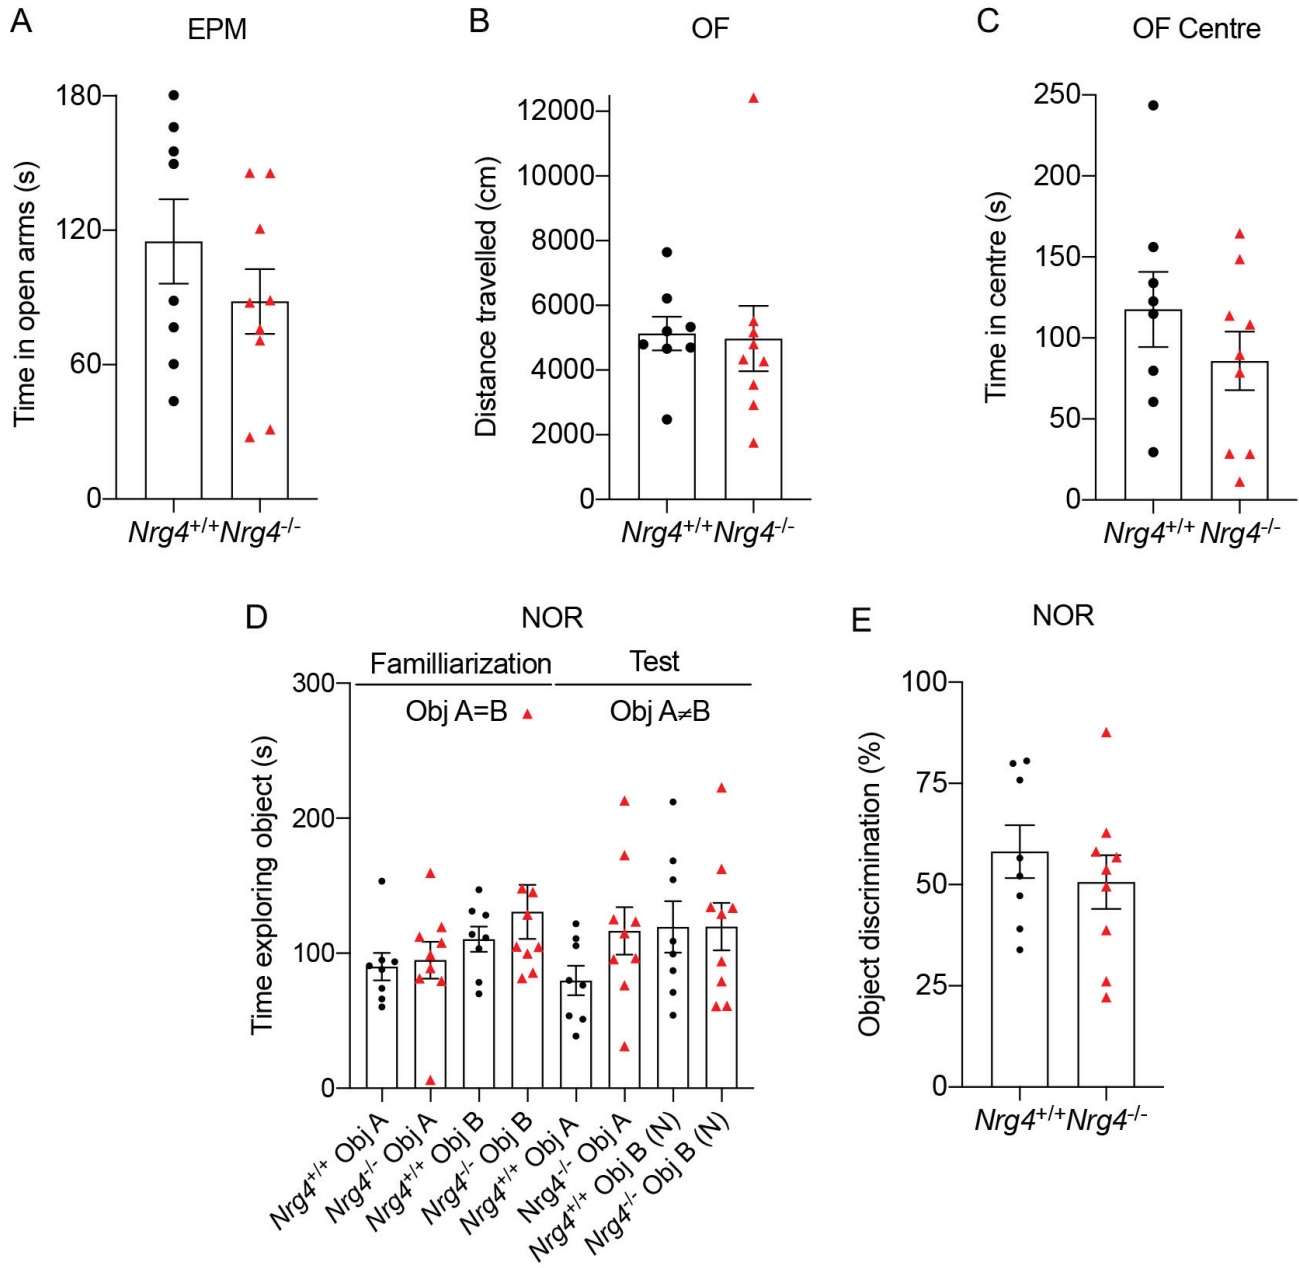 A
EPM
Time in open arms (s)
180
120
60
0
Nrg4+/+ Nrg4-/-
B
OF
Distance travelled (cm)
12000
10000
8000
6000
4000
2000
0
Nrg4+/+ Nrg4-/-
C
OF Centre
Time in centre (s)
250
200
150
100
50
0
Nrg4+/+ Nrg4-/-
D
NOR
Familliarization
Test
Obj A=B
Obj A≠B
Time exploring object (s)
300
200
100
0
Nrg4+/+ Obj A
Nrg4-/- Obj A
Nrg4+/+ Obj B
Nrg4-/- Obj B
Nrg4+/+ Obj A
Nrg4-/- Obj A
Nrg4+/+ Obj B (N)
Nrg4-/- Obj B (N)
E
NOR
Object discrimination (%)
100
75
50
25
0
Nrg4+/+ Nrg4-/-